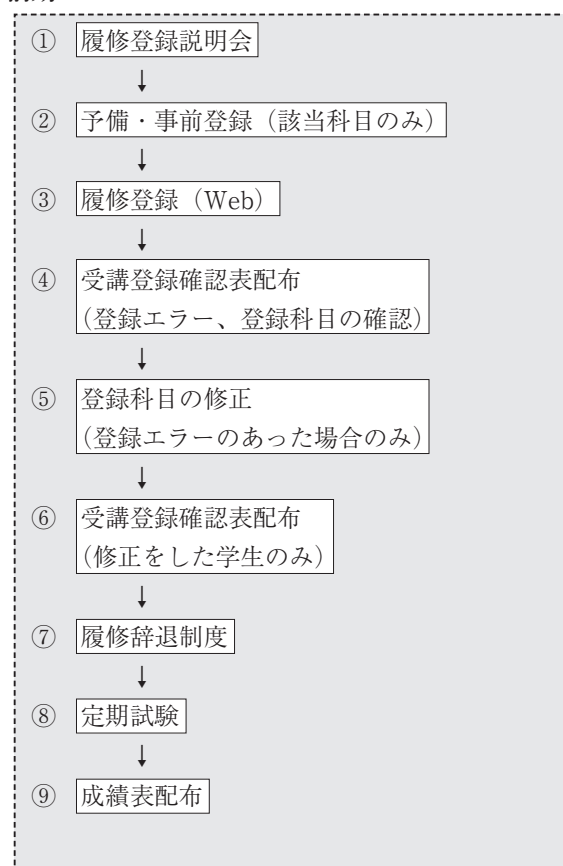 ① 履修登録説明会
↓
② 予備・事前登録（該当科目のみ）
↓
③ 履修登録（Web）
↓
④ 受講登録確認表配布
（登録エラー、登録科目の確認）
↓
⑤ 登録科目の修正
（登録エラーのあった場合のみ）
↓
⑥ 受講登録確認表配布
（修正をした学生のみ）
↓
⑦ 履修辞退制度
↓
⑧ 定期試験
↓
⑨ 成績表配布